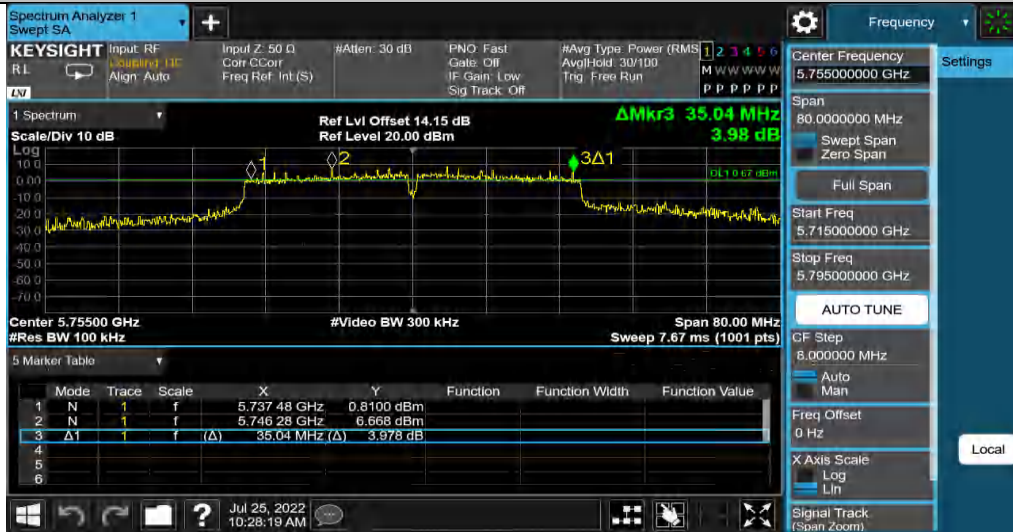 Spectrum Analyzer 1
Swept SA
+
Frequency
KEYSIGHT
RL
LXI
Input: RF
Coupling: DC
Align: Auto
Input Z: 50 Ω
Corr CCorr
Freq Ref: Int (S)
#Atten: 30 dB
PNO: Fast
Gate: Off
IF Gain: Low
Sig Track: Off
#Avg Type: Power (RMS
Avg|Hold: 30/100
Trig: Free Run
1 2 3 4 5 6
M W W W W W
P P P P P P
1 Spectrum
Scale/Div 10 dB
Log
Ref Lvl Offset 14.15 dB
Ref Level 20.00 dBm
ΔMkr3 35.04 MHz
3.98 dB
10.0
0.00
-10.0
-20.0
-30.0
-40.0
-50.0
-60.0
-70.0
1
2
3Δ1
DL1 0.67 dBm
Center 5.75500 GHz
#Res BW 100 kHz
#Video BW 300 kHz
Span 80.00 MHz
Sweep 7.67 ms (1001 pts)
5 Marker Table
Mode Trace Scale X Y Function Function Width Function Value
1 N 1 f 5.737 48 GHz 0.8100 dBm
2 N 1 f 5.746 28 GHz 6.668 dBm
3 Δ1 1 f (Δ) 35.04 MHz (Δ) 3.978 dB
4
5
6
?
Jul 25, 2022
10:28:19 AM
Center Frequency
5.755000000 GHz
Settings
Span
80.0000000 MHz
Swept Span
Zero Span
Full Span
Start Freq
5.715000000 GHz
Stop Freq
5.795000000 GHz
AUTO TUNE
CF Step
8.000000 MHz
Auto
Man
Freq Offset
0 Hz
X Axis Scale
Log
Lin
Signal Track
(Span Zoom)
Local